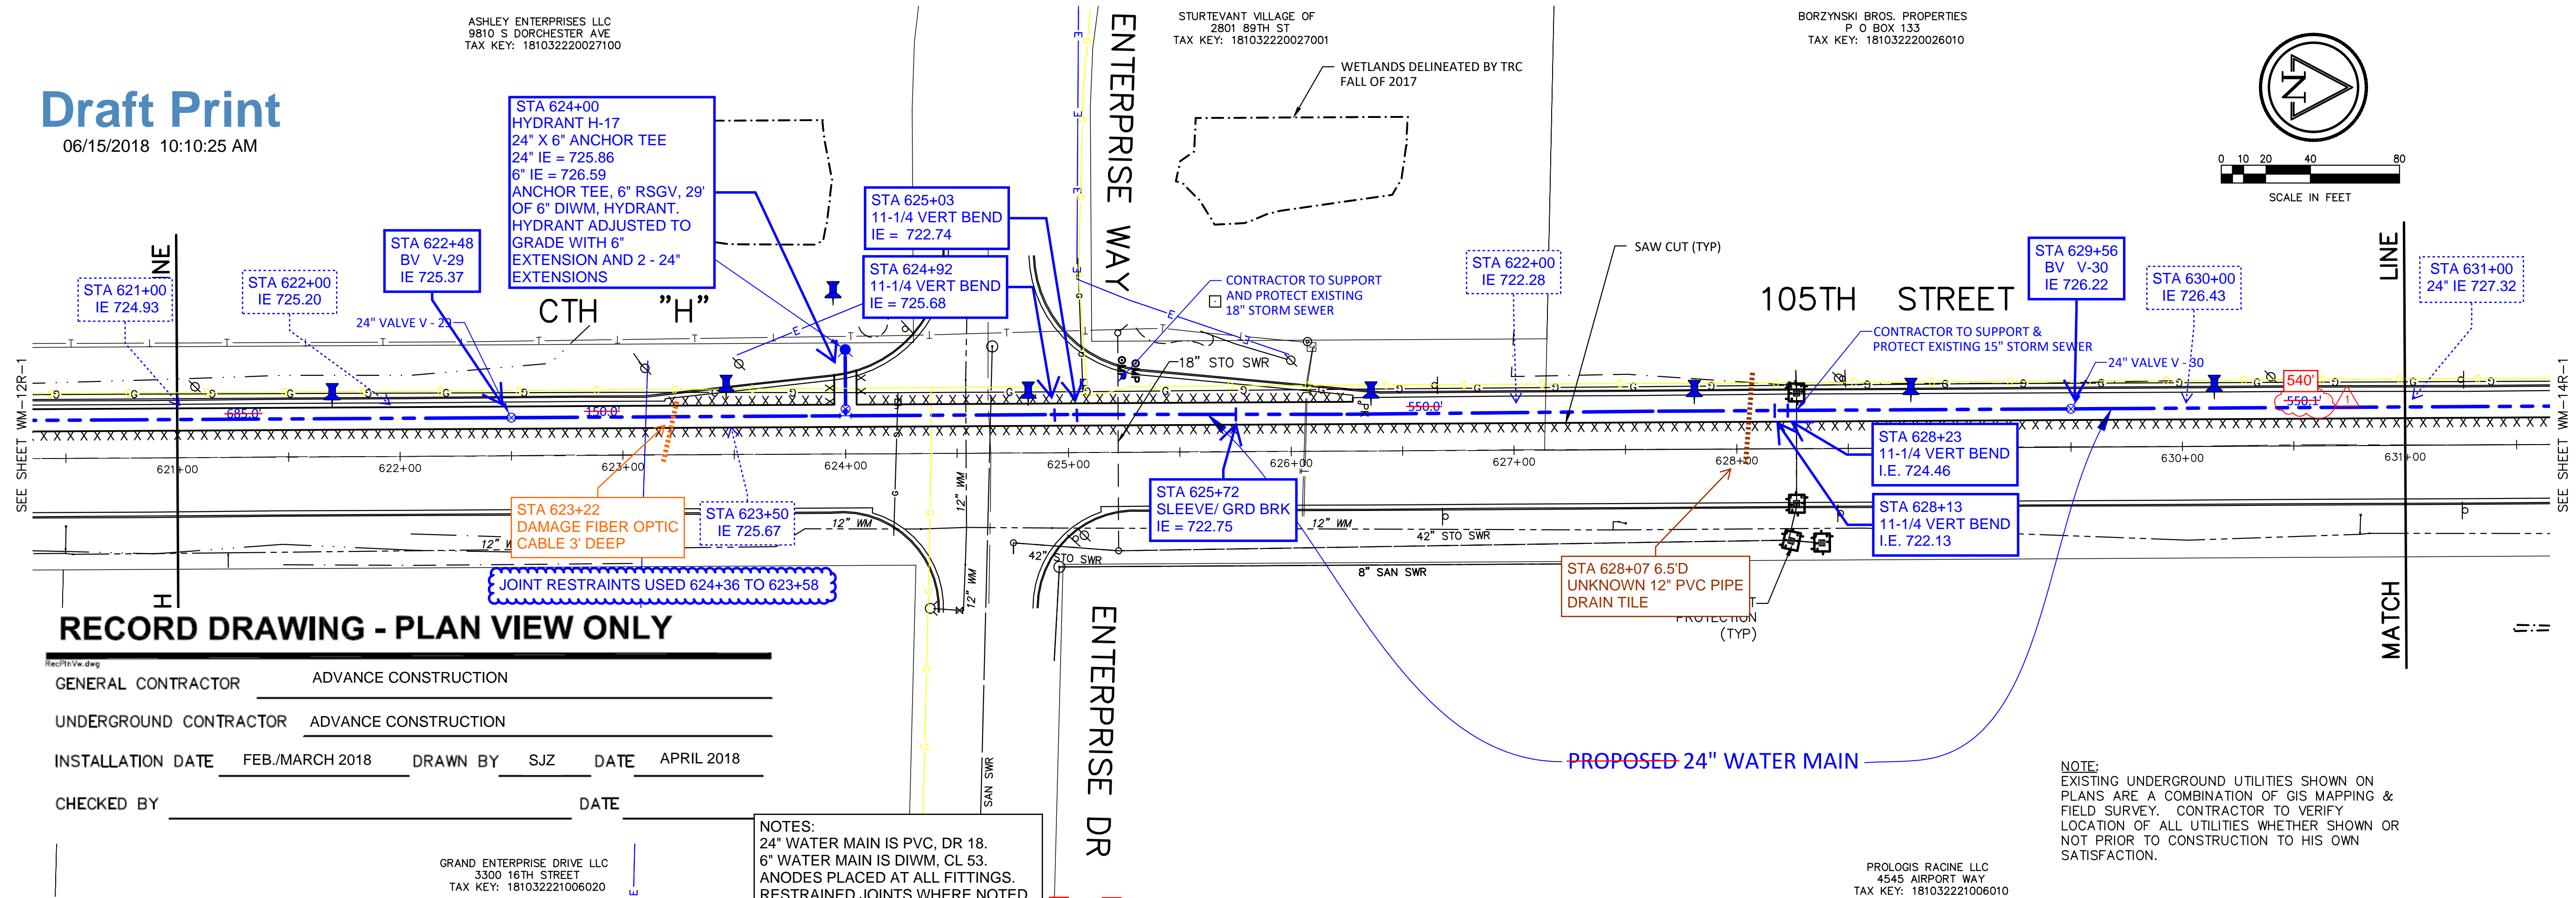 ASHLEY ENTERPRISES LLC
9810 S DORCHESTER AVE
TAX KEY: 181032220027100
STURTEVANT VILLAGE OF
2801 89TH ST
TAX KEY: 181032220027001
BORZYNSKI BROS. PROPERTIES
P O BOX 133
TAX KEY: 181032220026010
Draft Print
06/15/2018 10:10:25 AM
ENTERPRISE WAY
WETLANDS DELINEATED BY TRC
FALL OF 2017
N
0 10 20 40 80
SCALE IN FEET
STA 624+00
HYDRANT H-17
24" X 6" ANCHOR TEE
24" IE = 725.86
6" IE = 726.59
ANCHOR TEE, 6" RSGV, 29'
OF 6" DIWM, HYDRANT.
HYDRANT ADJUSTED TO
GRADE WITH 6"
EXTENSION AND 2 - 24"
EXTENSIONS
STA 625+03
11-1/4 VERT BEND
IE = 722.74
STA 624+92
11-1/4 VERT BEND
IE = 725.68
STA 622+48
BV V-29
IE 725.37
STA 621+00
IE 724.93
STA 622+00
IE 725.20
24" VALVE V - 29
CTH "H"
CONTRACTOR TO SUPPORT
AND PROTECT EXISTING
18" STORM SEWER
STA 622+00
IE 722.28
SAW CUT (TYP)
105TH STREET
STA 629+56
BV V-30
IE 726.22
STA 630+00
IE 726.43
STA 631+00
24" IE 727.32
LINE
CONTRACTOR TO SUPPORT &
PROTECT EXISTING 15" STORM SEWER
24" VALVE V - 30
18" STO SWR
SEE SHEET WM-12R-1
SEE SHEET WM-14R-1
685.0'
150.0'
550.0'
540'
550.1'
1
621+00
622+00
623+00
624+00
625+00
626+00
627+00
628+00
630+00
631+00
STA 628+23
11-1/4 VERT BEND
I.E. 724.46
STA 628+13
11-1/4 VERT BEND
I.E. 722.13
STA 625+72
SLEEVE/ GRD BRK
IE = 722.75
STA 623+22
DAMAGE FIBER OPTIC
CABLE 3' DEEP
STA 623+50
IE 725.67
12" WM
12" WM
12" WM
12" WM
42" STO SWR
42" STO SWR
8" SAN SWR
STA 628+07 6.5'D
UNKNOWN 12" PVC PIPE
DRAIN TILE
PROTECTION
(TYP)
JOINT RESTRAINTS USED 624+36 TO 623+58
MATCH
RECORD DRAWING - PLAN VIEW ONLY
RecPlnVw.dwg
GENERAL CONTRACTOR ADVANCE CONSTRUCTION
UNDERGROUND CONTRACTOR ADVANCE CONSTRUCTION
INSTALLATION DATE FEB./MARCH 2018 DRAWN BY SJZ DATE APRIL 2018
CHECKED BY DATE
ENTERPRISE DR
SAN SWR
PROPOSED 24" WATER MAIN
NOTE:
EXISTING UNDERGROUND UTILITIES SHOWN ON
PLANS ARE A COMBINATION OF GIS MAPPING &
FIELD SURVEY. CONTRACTOR TO VERIFY
LOCATION OF ALL UTILITIES WHETHER SHOWN OR
NOT PRIOR TO CONSTRUCTION TO HIS OWN
SATISFACTION.
NOTES:
24" WATER MAIN IS PVC, DR 18.
6" WATER MAIN IS DIWM, CL 53.
ANODES PLACED AT ALL FITTINGS.
RESTRAINED JOINTS WHERE NOTED
GRAND ENTERPRISE DRIVE LLC
3300 16TH STREET
TAX KEY: 181032221006020
PROLOGIS RACINE LLC
4545 AIRPORT WAY
TAX KEY: 181032221006010